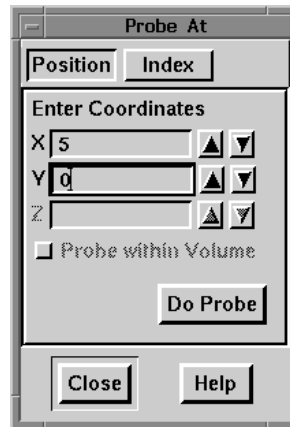 Probe At
Position Index
Enter Coordinates
X 5
Y 0
Z
Probe within Volume
Do Probe
Close Help